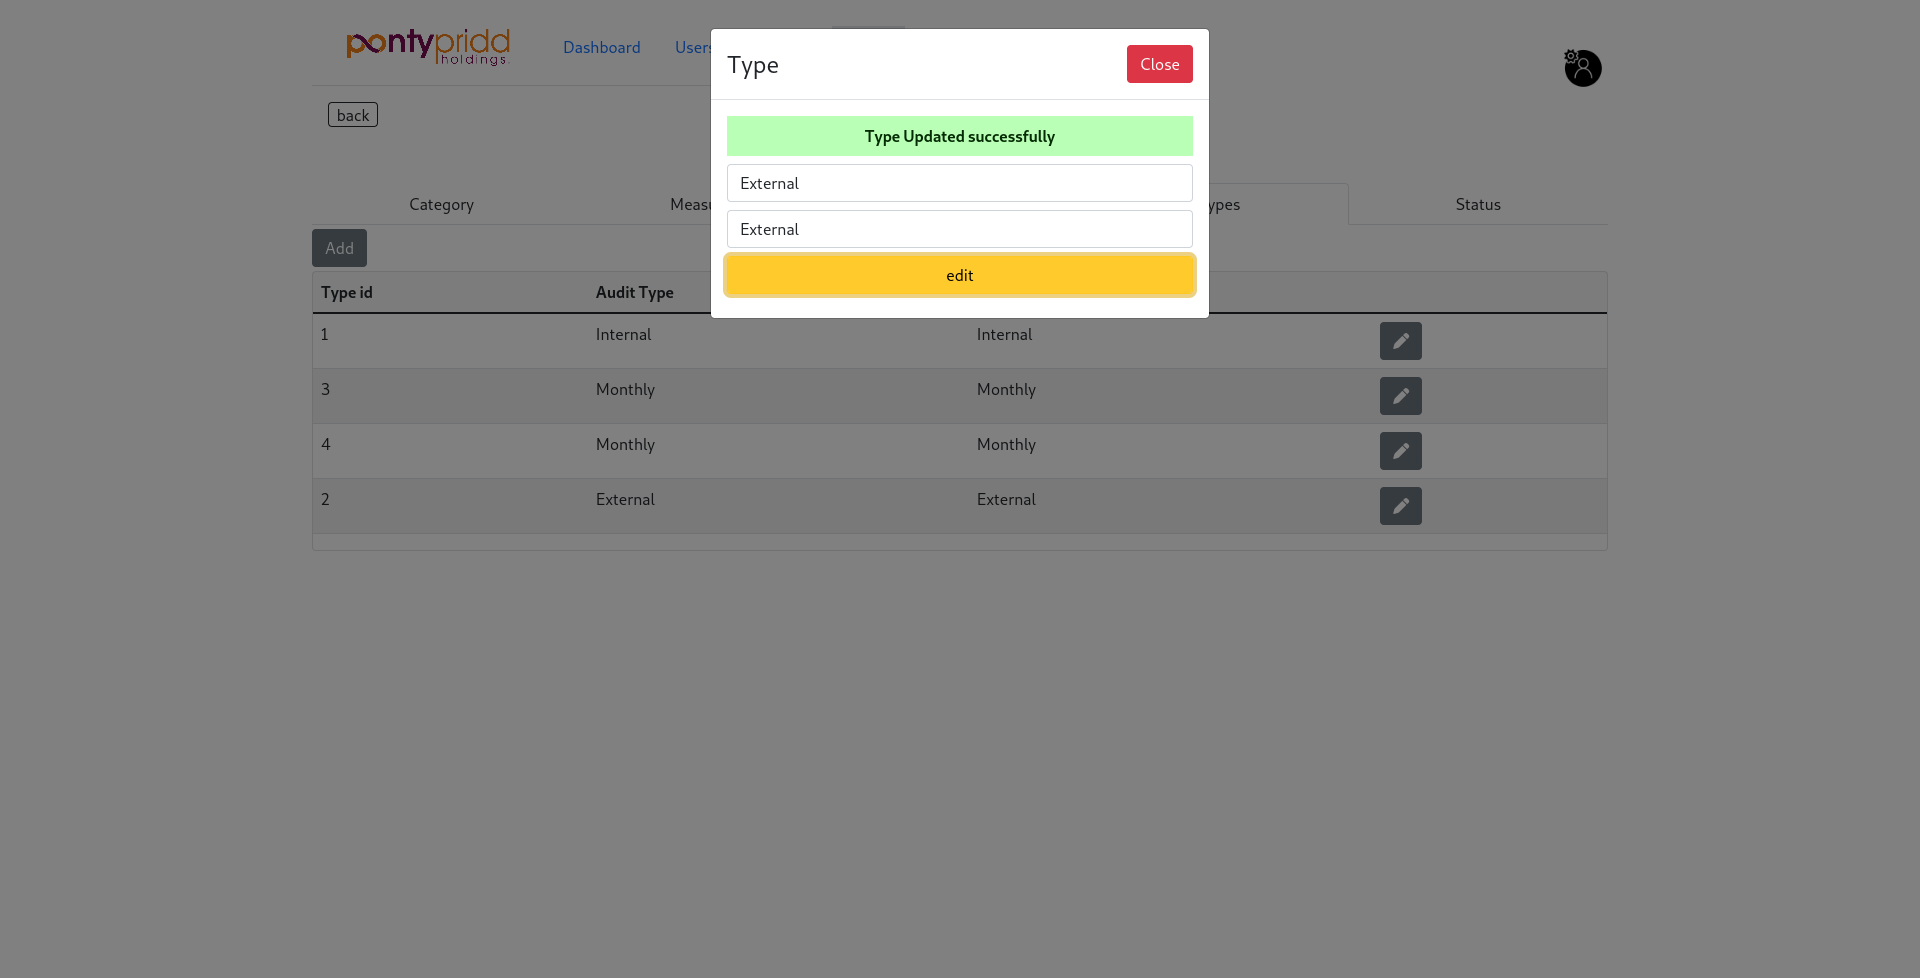 pontypridd
holdings
Dashboard
Users
back
Type
Close
Type Updated successfully
External
External
edit
Category
Measu
ypes
Status
Add
Type id
Audit Type
1
Internal
Internal
3
Monthly
Monthly
4
Monthly
Monthly
2
External
External